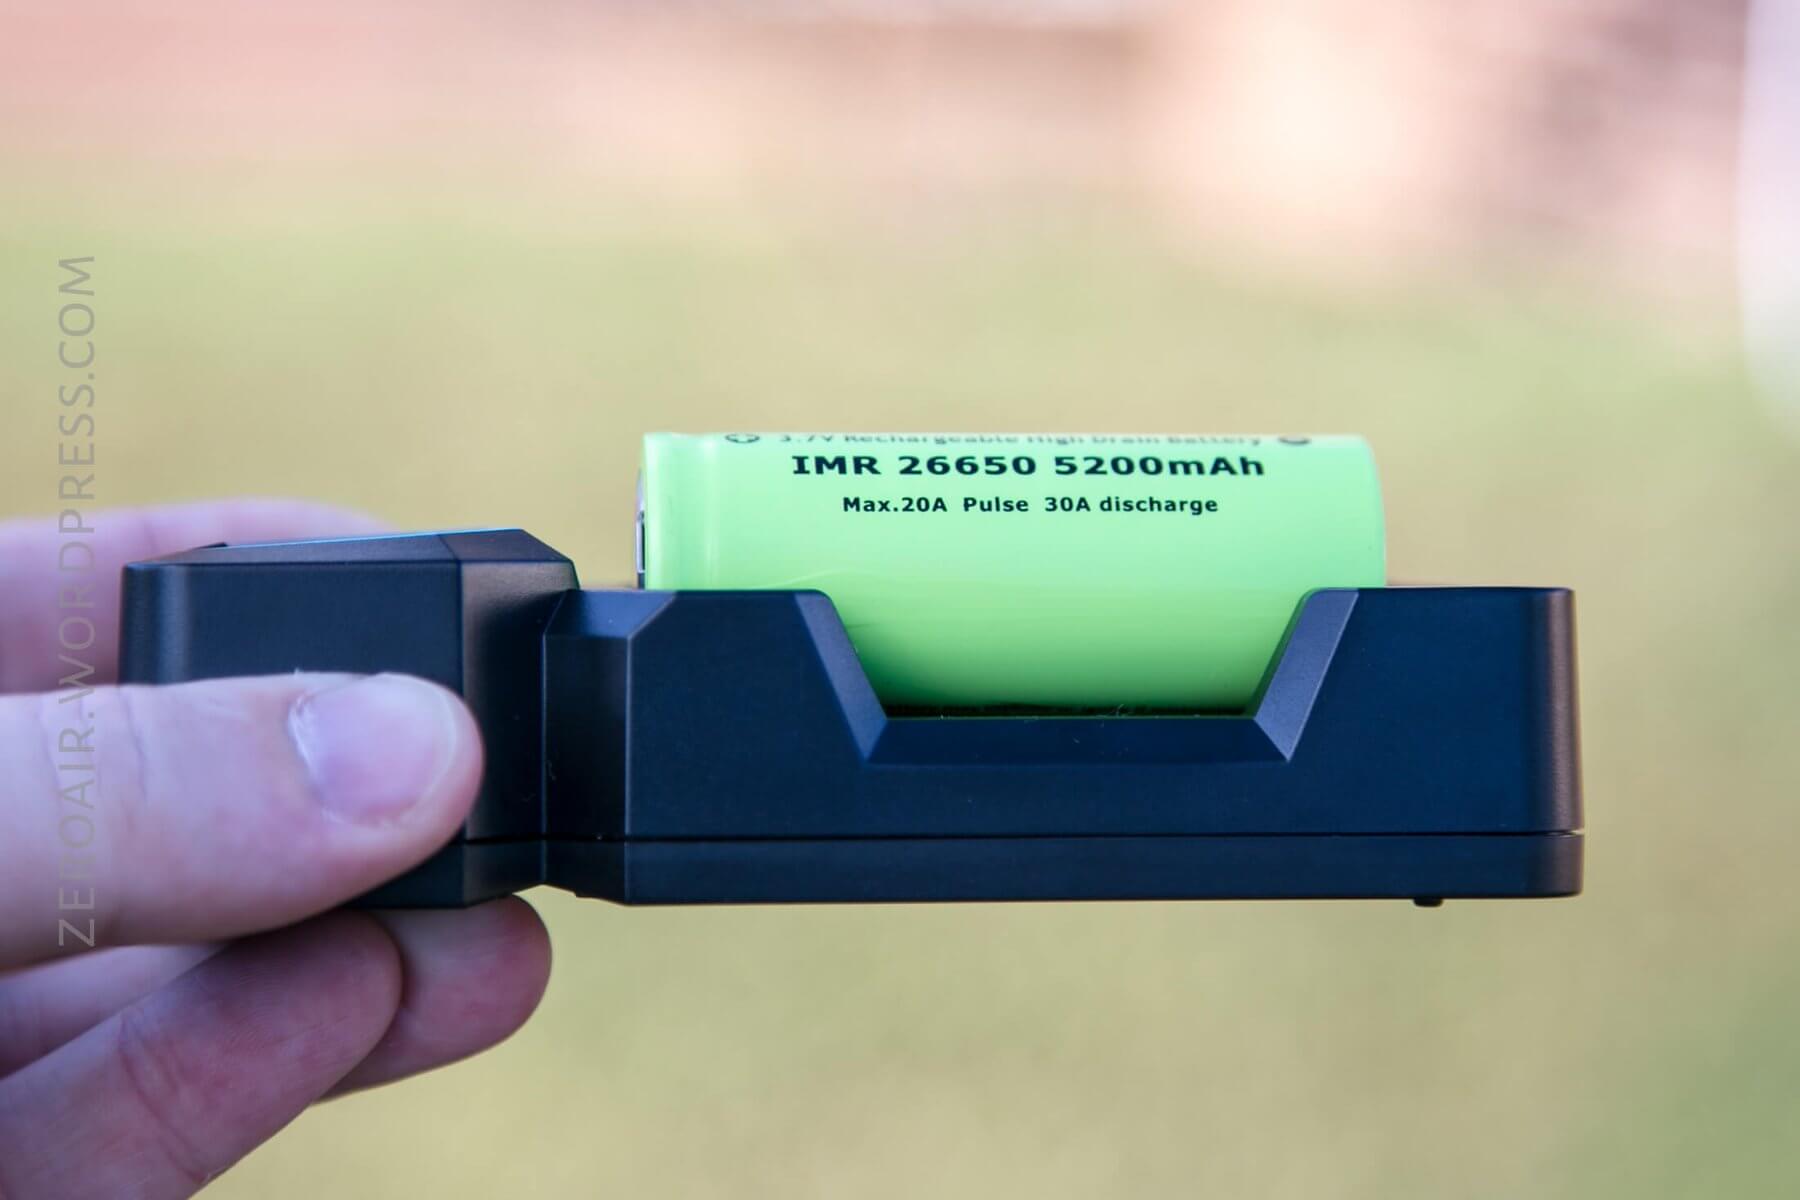 3.7V Rechargeable High Drain Battery
IMR 26650 5200mAh
Max.20A Pulse 30A discharge
ZEROAIR.WORDPRESS.COM